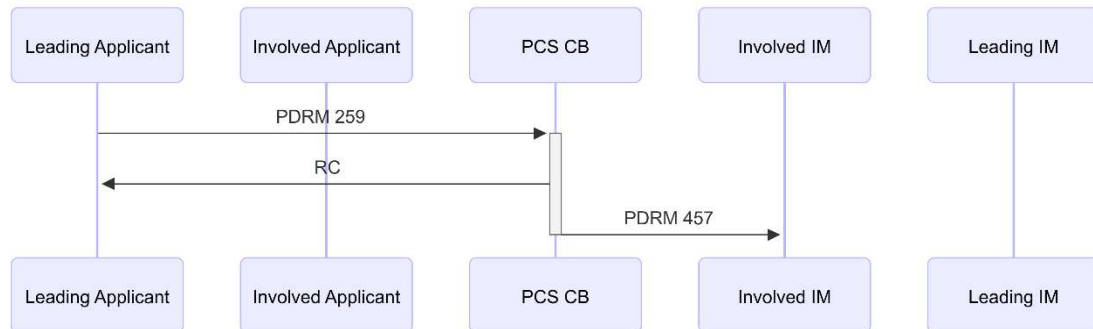 Leading Applicant
Involved Applicant
PCS CB
Involved IM
Leading IM
PDRM 259
RC
PDRM 457
Leading Applicant
Involved Applicant
PCS CB
Involved IM
Leading IM